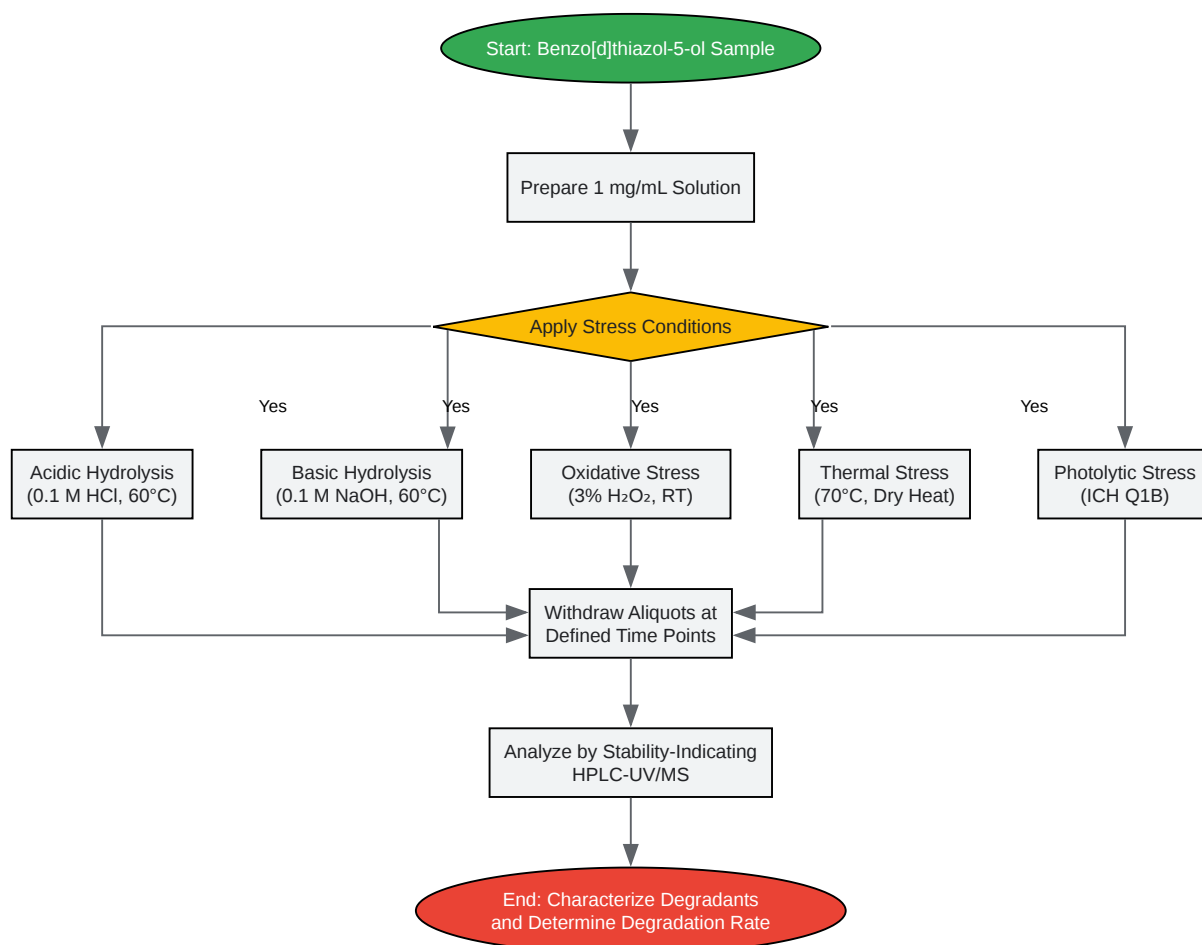 Start: Benzo[d]thiazol-5-ol Sample
Prepare 1 mg/mL Solution
Apply Stress Conditions
Yes
Yes
Yes
Yes
Yes
Acidic Hydrolysis
(0.1 M HCl, 60°C)
Basic Hydrolysis
(0.1 M NaOH, 60°C)
Oxidative Stress
(3% H₂O₂, RT)
Thermal Stress
(70°C, Dry Heat)
Photolytic Stress
(ICH Q1B)
Withdraw Aliquots at
Defined Time Points
Analyze by Stability-Indicating
HPLC-UV/MS
End: Characterize Degradants
and Determine Degradation Rate